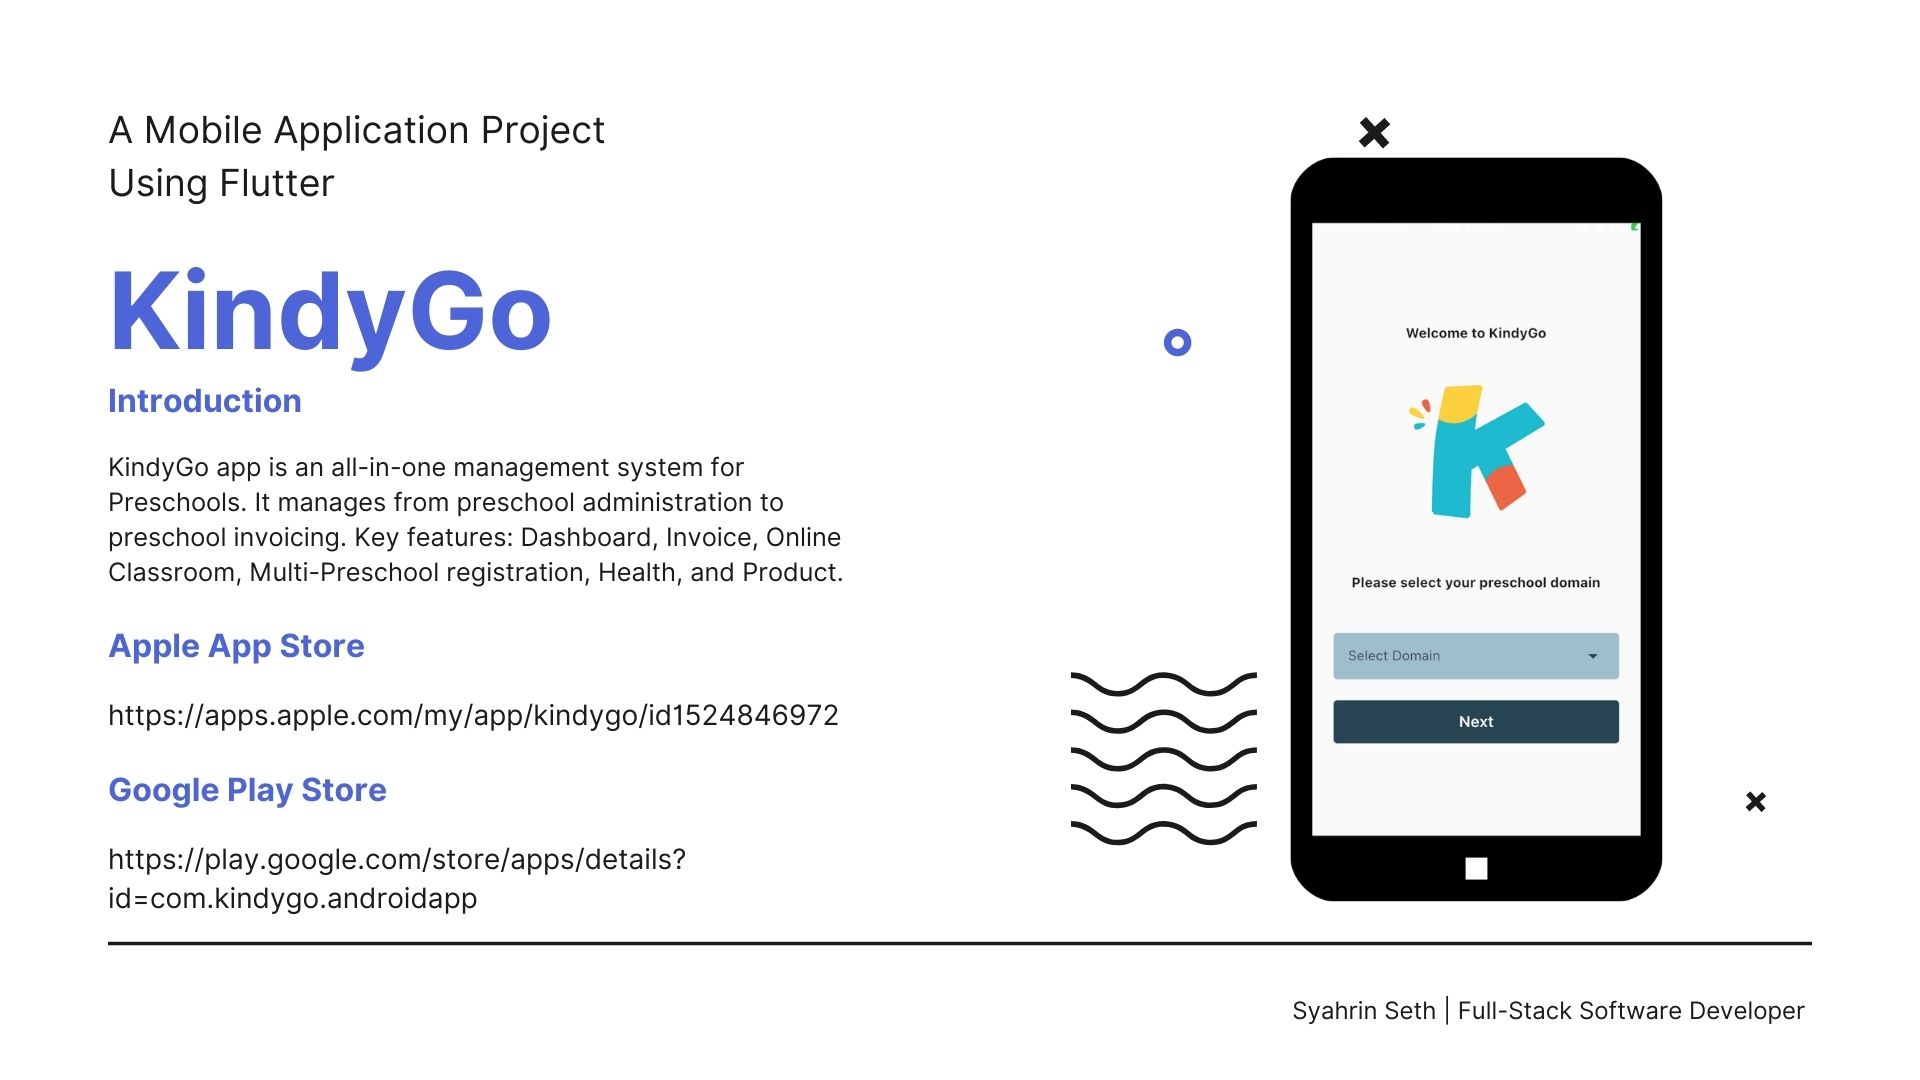 A Mobile Application Project
Using Flutter
KindyGo
Introduction
KindyGo app is an all-in-one management system for
Preschools. It manages from preschool administration to
preschool invoicing. Key features: Dashboard, Invoice, Online
Classroom, Multi-Preschool registration, Health, and Product.
Apple App Store
https://apps.apple.com/my/app/kindygo/id1524846972
Google Play Store
https://play.google.com/store/apps/details?
id=com.kindygo.androidapp
Welcome to KindyGo
K
Please select your preschool domain
Select Domain
Next
Syahrin Seth | Full-Stack Software Developer